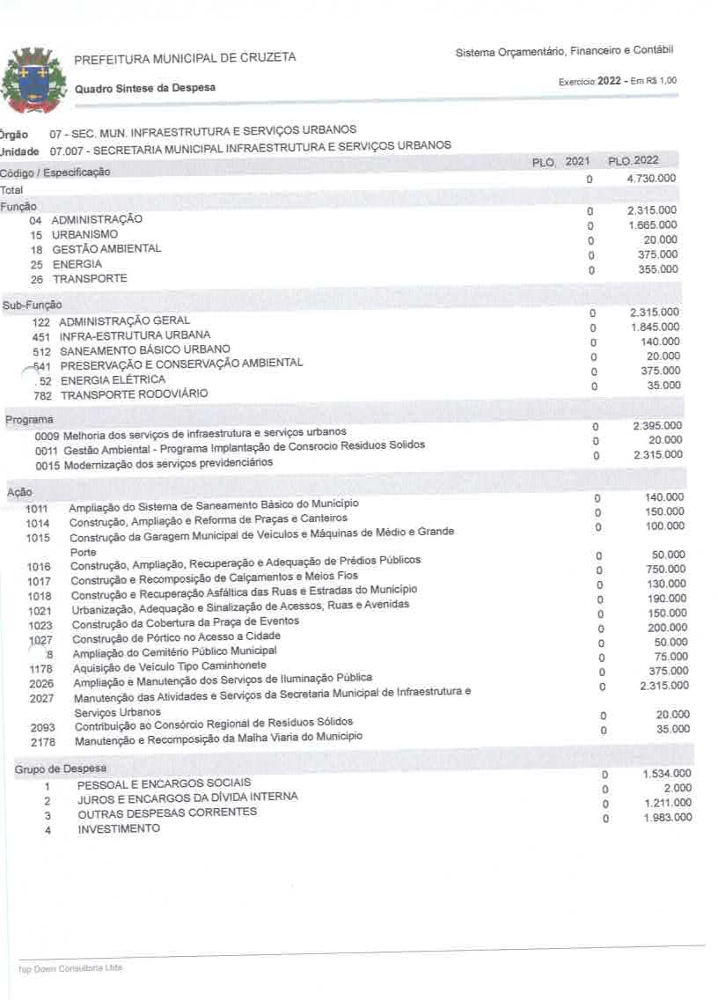 PREFEITURA MUNICIPAL DE CRUZETA
Sistema Orçamentário, Financeiro e Contábil
Quadro Sintese da Despesa
Exercicio: 2022 - Em R$ 1,00
Órgão 07 - SEC. MUN. INFRAESTRUTURA E SERVIÇOS URBANOS
Unidade 07.007 - SECRETARIA MUNICIPAL INFRAESTRUTURA E SERVIÇOS URBANOS
Código / Especificação PLO. 2021 PLO.2022
Total 0 4.730.000
Função
04 ADMINISTRAÇÃO 0 2.315.000
15 URBANISMO 0 1.665.000
18 GESTÃO AMBIENTAL 0 20.000
25 ENERGIA 0 375.000
26 TRANSPORTE 0 355.000
Sub-Função
122 ADMINISTRAÇÃO GERAL 0 2.315.000
451 INFRA-ESTRUTURA URBANA 0 1.845.000
512 SANEAMENTO BÁSICO URBANO 0 140.000
541 PRESERVAÇÃO E CONSERVAÇÃO AMBIENTAL 0 20.000
52 ENERGIA ELÉTRICA 0 375.000
782 TRANSPORTE RODOVIÁRIO 0 35.000
Programa
0009 Melhoria dos serviços de infraestrutura e serviços urbanos 0 2.395.000
0011 Gestão Ambiental - Programa Implantação de Consrocio Residuos Solidos 0 20.000
0015 Modernização dos serviços previdenciários 0 2.315.000
Ação
1011 Ampliação do Sistema de Saneamento Básico do Municipio 0 140.000
1014 Construção, Ampliação e Reforma de Praças e Canteiros 0 150.000
1015 Construção da Garagem Municipal de Veiculos e Máquinas de Médio e Grande 0 100.000
Porte
1016 Construção, Ampliação, Recuperação e Adequação de Prédios Públicos 0 50.000
1017 Construção e Recomposição de Calçamentos e Meios Fios 0 750.000
1018 Construção e Recuperação Asfáltica das Ruas e Estradas do Município 0 130.000
1021 Urbanização, Adequação e Sinalização de Acessos, Ruas e Avenidas 0 190.000
1023 Construção da Cobertura da Praça de Eventos 0 150.000
1027 Construção de Pórtico no Acesso a Cidade 0 200.000
8 Ampliação do Cemitério Público Municipal 0 50.000
1178 Aquisição de Veículo Tipo Caminhonete 0 75.000
2026 Ampliação e Manutenção dos Serviços de Iluminação Pública 0 375.000
2027 Manutenção das Atividades e Serviços da Secretaria Municipal de Infraestrutura e 0 2.315.000
Serviços Urbanos
2093 Contribuição ao Consórcio Regional de Resíduos Sólidos 0 20.000
2178 Manutenção e Recomposição da Malha Viaria do Municipio 0 35.000
Grupo de Despesa
1 PESSOAL E ENCARGOS SOCIAIS 0 1.534.000
2 JUROS E ENCARGOS DA DÍVIDA INTERNA 0 2.000
3 OUTRAS DESPESAS CORRENTES 0 1.211.000
4 INVESTIMENTO 0 1.983.000
Top Down Consultoria Ltda